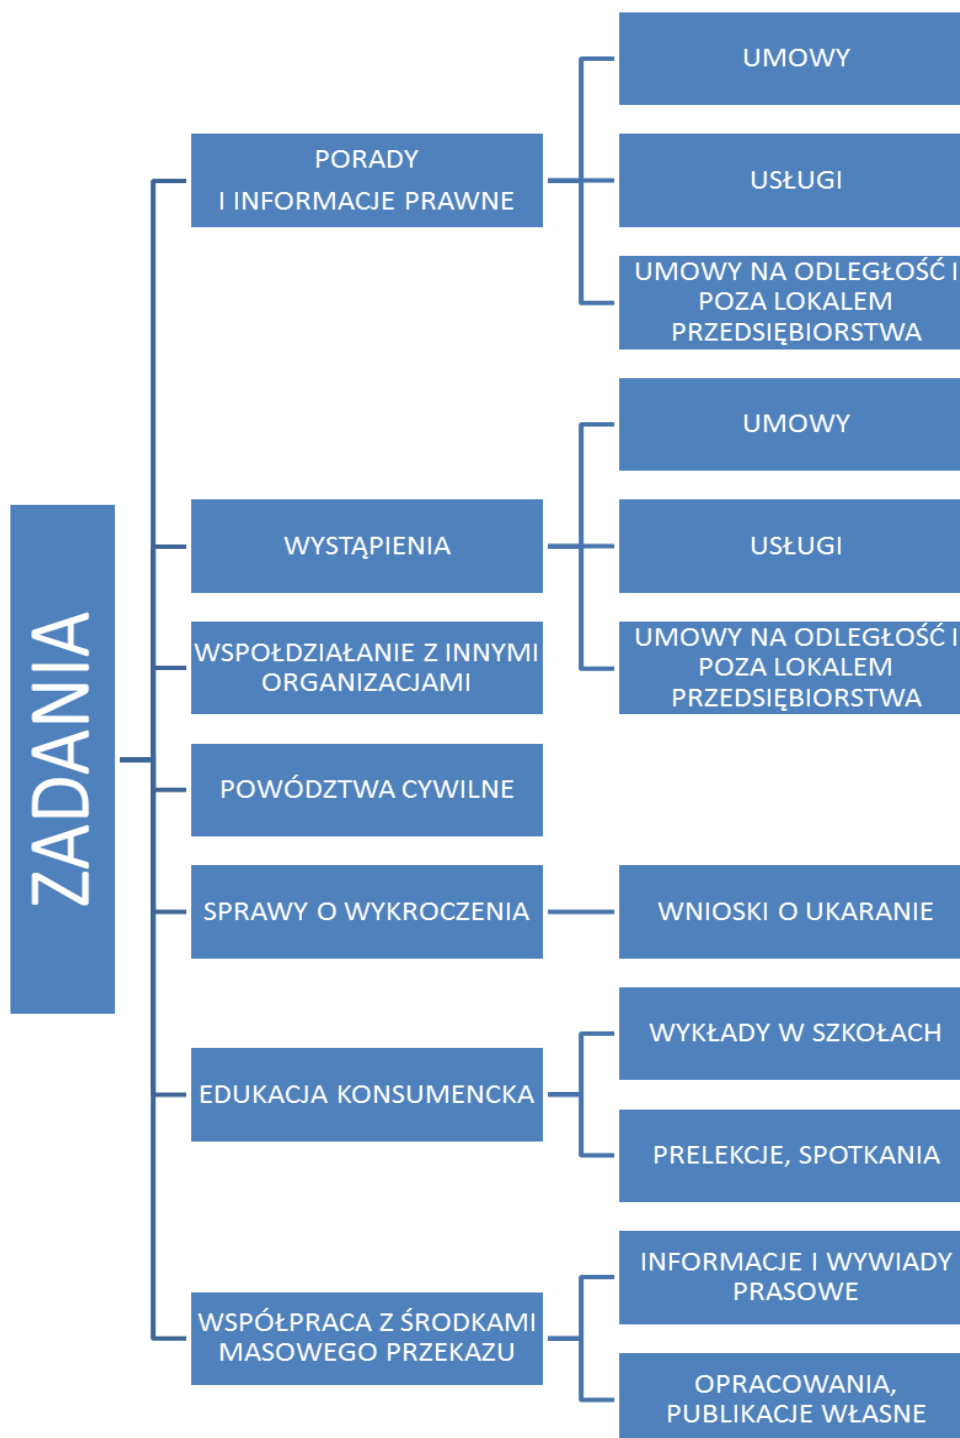 ZADANIA
PORADY
I INFORMACJE PRAWNE
UMOWY
USŁUGI
UMOWY NA ODLEGŁOŚĆ I
POZA LOKALEM
PRZEDSIĘBIORSTWA
WYSTĄPIENIA
UMOWY
USŁUGI
UMOWY NA ODLEGŁOŚĆ I
POZA LOKALEM
PRZEDSIĘBIORSTWA
WSPOŁDZIAŁANIE Z INNYMI
ORGANIZACJAMI
POWÓDZTWA CYWILNE
SPRAWY O WYKROCZENIA
WNIOSKI O UKARANIE
EDUKACJA KONSUMENCKA
WYKŁADY W SZKOŁACH
PRELEKCJE, SPOTKANIA
WSPÓŁPRACA Z ŚRODKAMI
MASOWEGO PRZEKAZU
INFORMACJE I WYWIADY
PRASOWE
OPRACOWANIA,
PUBLIKACJE WŁASNE